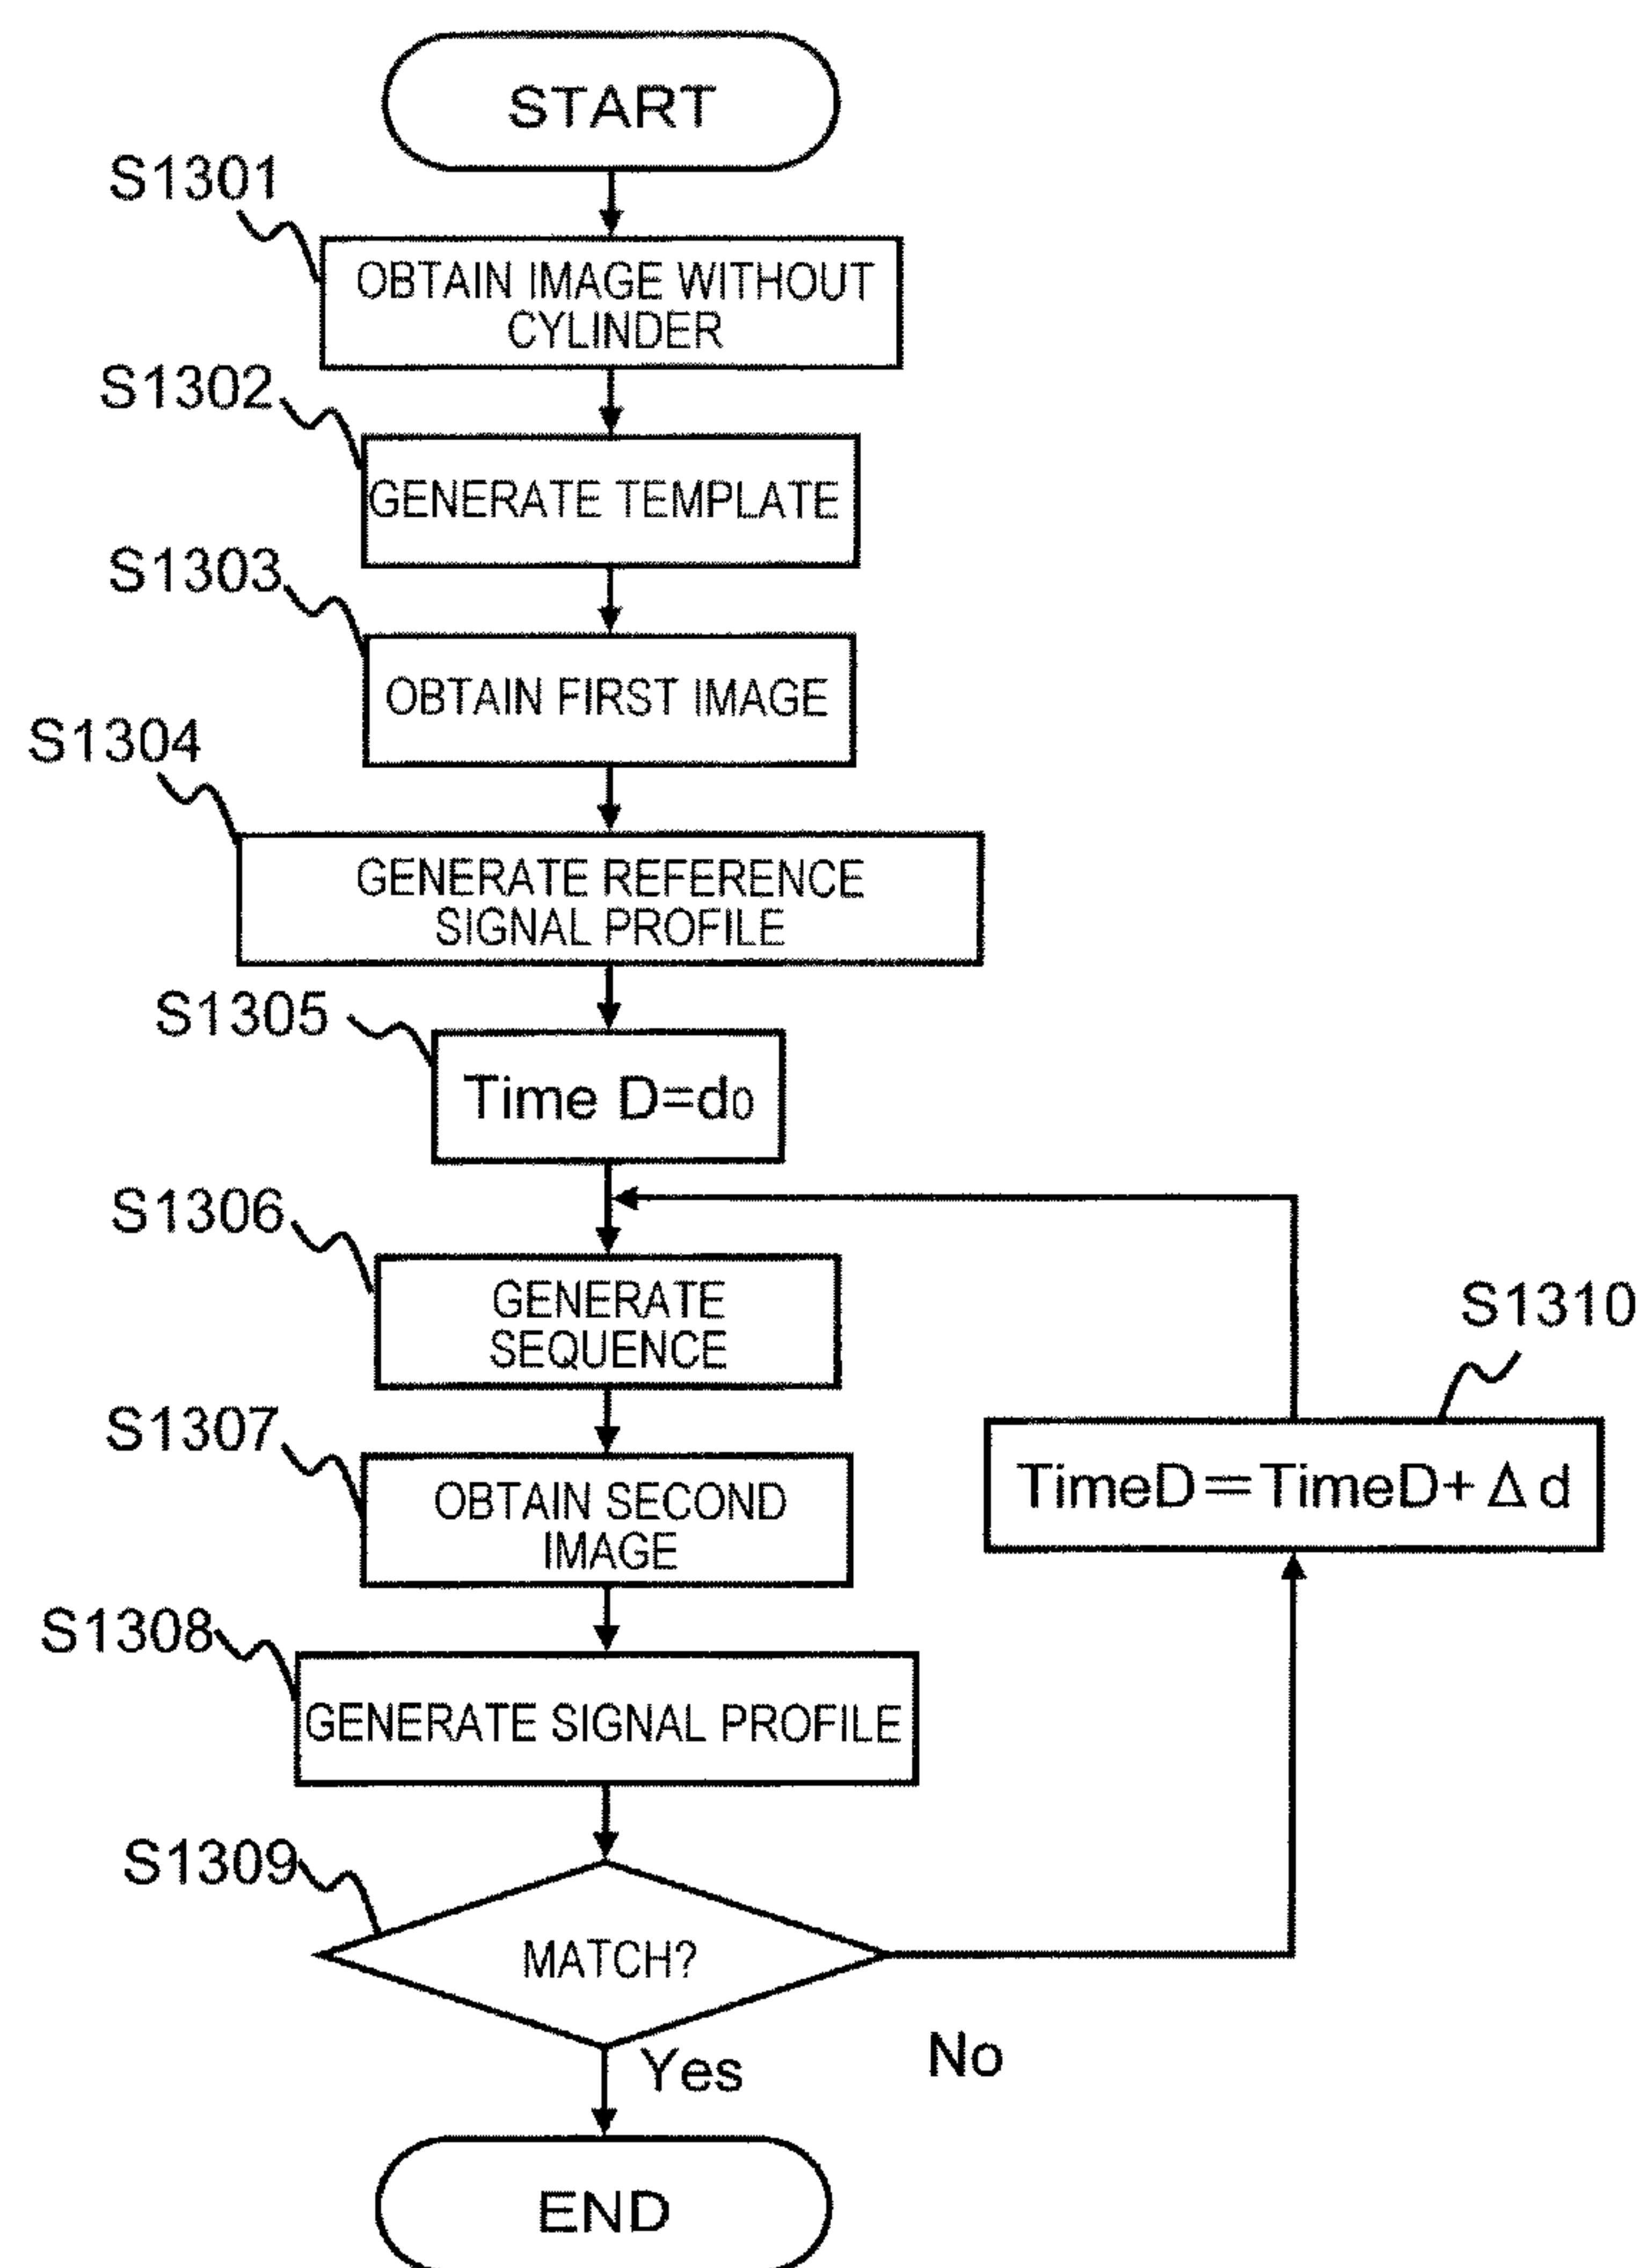 START
S1301
OBTAIN IMAGE WITHOUT
CYLINDER
S1302
GENERATE TEMPLATE
S1303
OBTAIN FIRST IMAGE
S1304
GENERATE REFERENCE
SIGNAL PROFILE
S1305
Time D=d₀
S1306
GENERATE
SEQUENCE
S1310
TimeD=TimeD+Δd
S1307
OBTAIN SECOND
IMAGE
S1308
GENERATE SIGNAL PROFILE
S1309
MATCH?
No
Yes
END